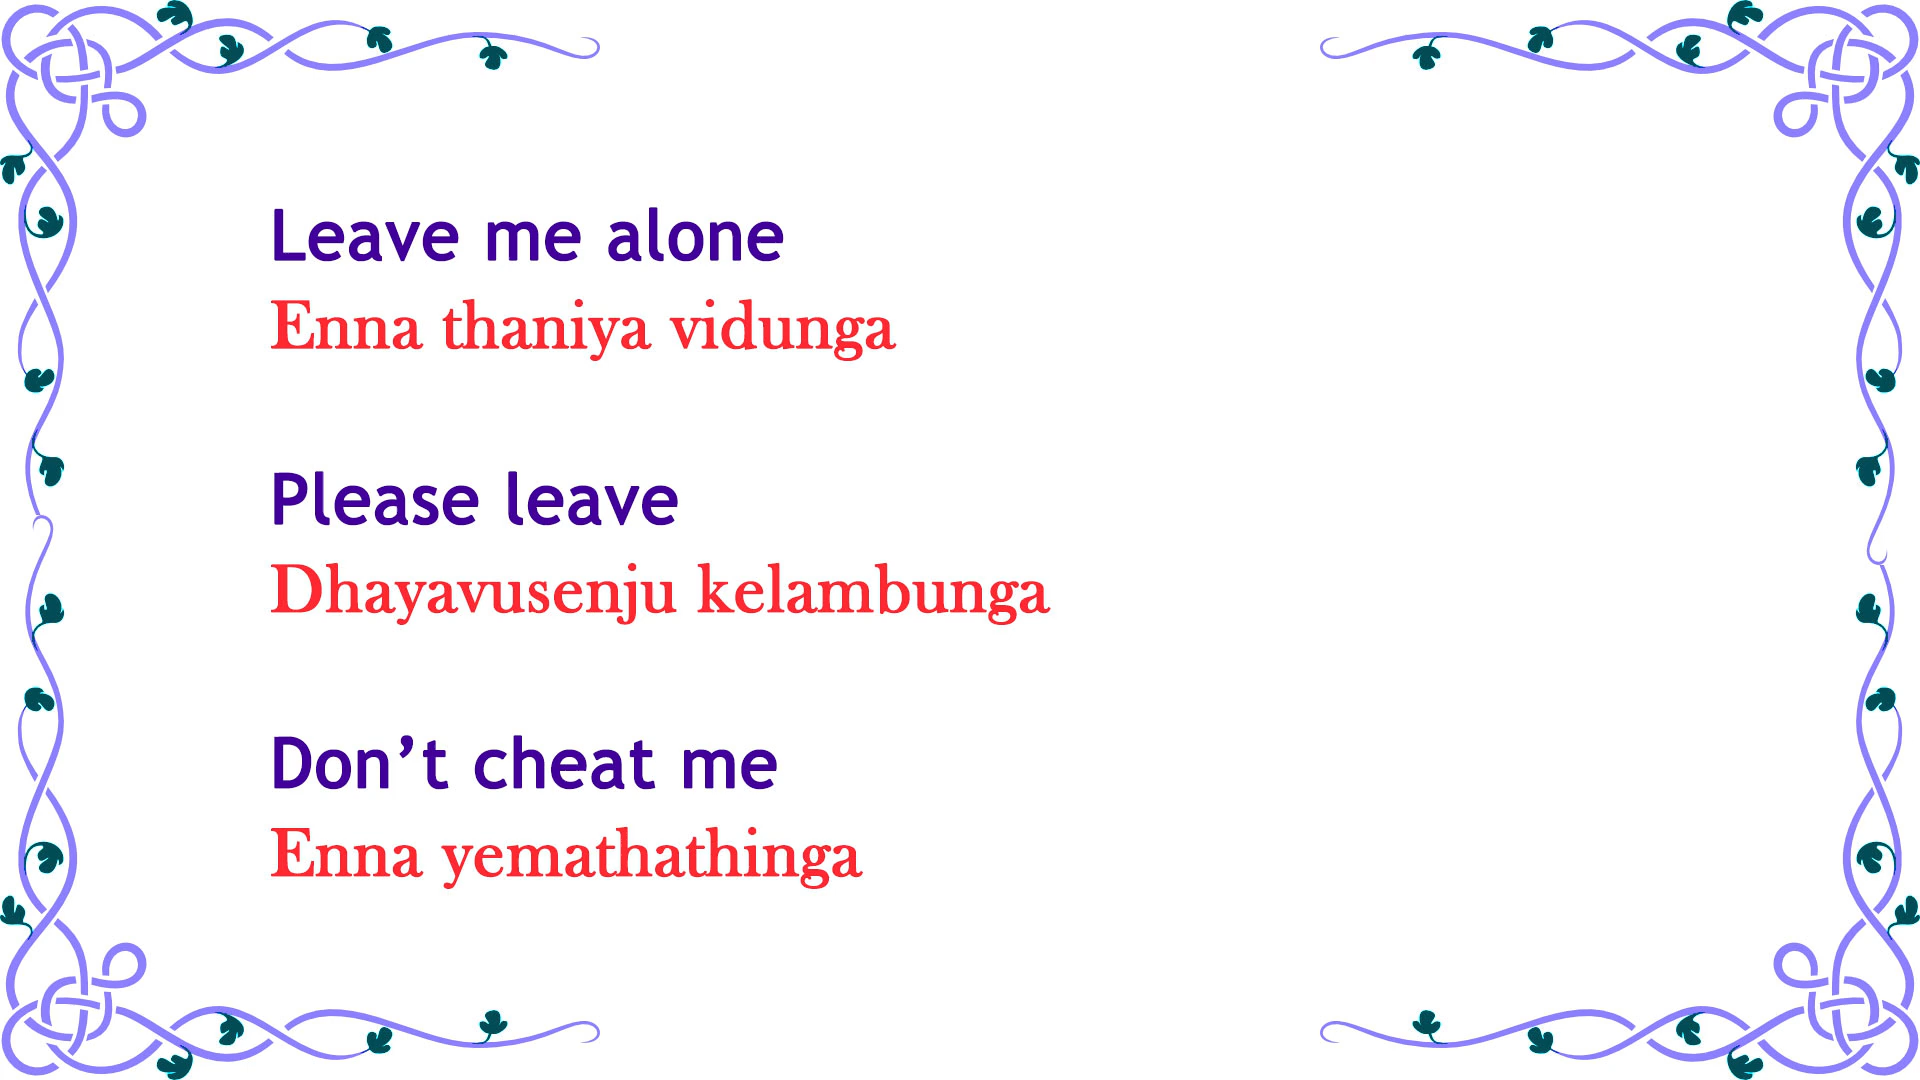 Leave me alone
Enna thaniya vidunga
Please leave
Dhayavusenju kelambunga
Don’t cheat me
Enna yemathathinga